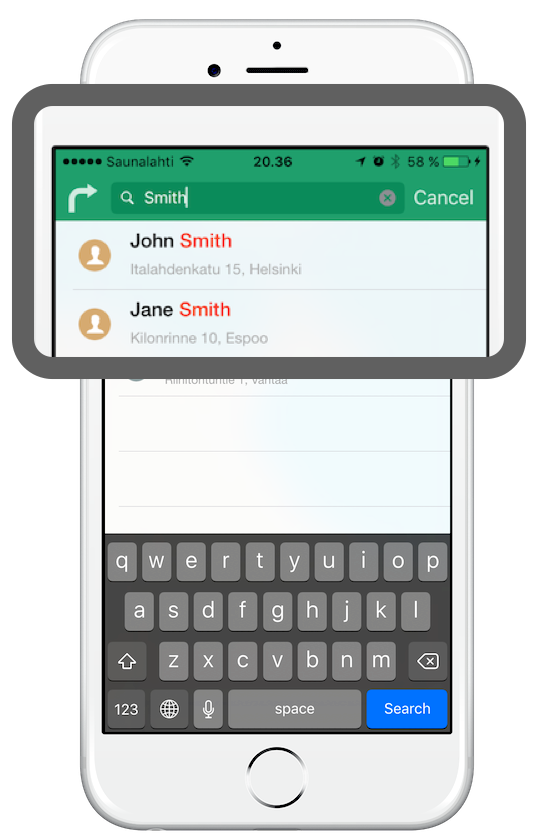 Saunalahti 20.36 58 %
Smith Cancel
John Smith
Italahdenkatu 15, Helsinki
Jane Smith
Kilonrinne 10, Espoo
1, Vantaa
q w e r t y u i o p
a s d f g h j k l
z x c v b n m
123 space Search